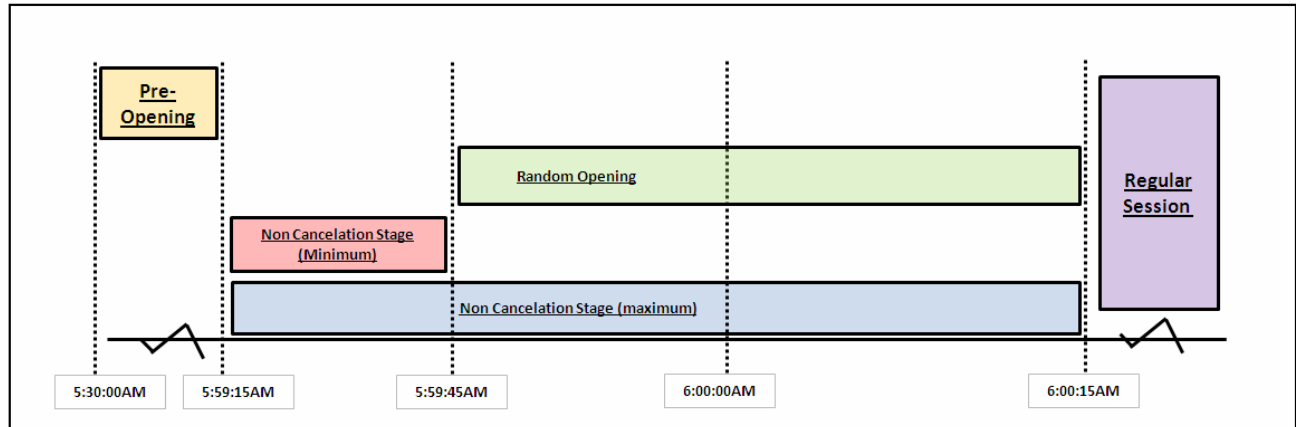 Pre-
Opening
Random Opening
Regular
Session
Non Cancelation Stage
(Minimum)
Non Cancelation Stage (maximum)
5:30:00AM
5:59:15AM
5:59:45AM
6:00:00AM
6:00:15AM